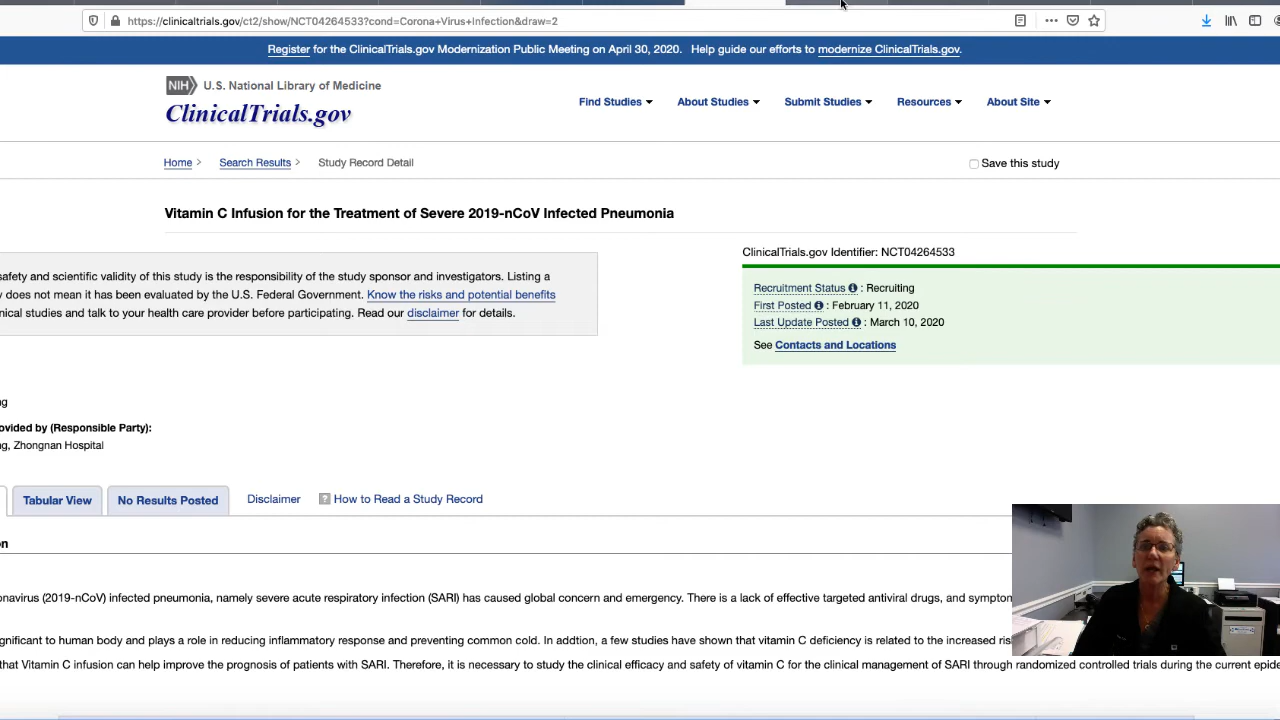 https://clinicaltrials.gov/ct2/show/NCT04264533?cond=Corona+Virus+Infection&draw=2
Register for the ClinicalTrials.gov Modernization Public Meeting on April 30, 2020. Help guide our efforts to modernize ClinicalTrials.gov.
NIH U.S. National Library of Medicine
ClinicalTrials.gov
Find Studies About Studies Submit Studies Resources About Site
Home > Search Results > Study Record Detail
Save this study
Vitamin C Infusion for the Treatment of Severe 2019-nCoV Infected Pneumonia
safety and scientific validity of this study is the responsibility of the study sponsor and investigators. Listing a
does not mean it has been evaluated by the U.S. Federal Government. Know the risks and potential benefits
nical studies and talk to your health care provider before participating. Read our disclaimer for details.
ClinicalTrials.gov Identifier: NCT04264533
Recruitment Status : Recruiting
First Posted : February 11, 2020
Last Update Posted : March 10, 2020
See Contacts and Locations
ng
ovided by (Responsible Party):
ng, Zhongnan Hospital
Tabular View No Results Posted Disclaimer ? How to Read a Study Record
on
onavirus (2019-nCoV) infected pneumonia, namely severe acute respiratory infection (SARI) has caused global concern and emergency. There is a lack of effective targeted antiviral drugs, and symptom
gnificant to human body and plays a role in reducing inflammatory response and preventing common cold. In addtion, a few studies have shown that vitamin C deficiency is related to the increased ris
that Vitamin C infusion can help improve the prognosis of patients with SARI. Therefore, it is necessary to study the clinical efficacy and safety of vitamin C for the clinical management of SARI through randomized controlled trials during the current epide